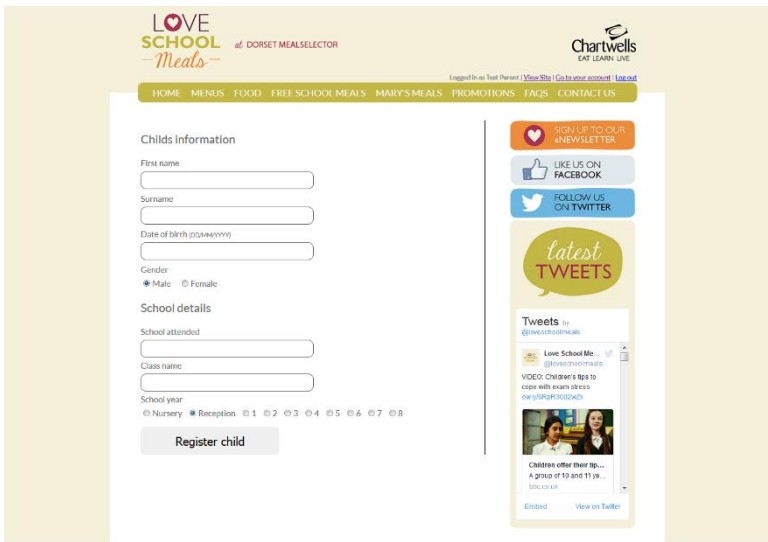 LOVE
SCHOOL
Meals
at DORSET MEALSELECTOR
Chartwells
EAT LEARN LIVE
Logged in as Test Parent | View Site | Go to your account | Log out
HOME MENUS FOOD FREE SCHOOL MEALS MARY'S MEALS PROMOTIONS FAQS CONTACT US
Childs information
First name
Surname
Date of birth (DD/MM/YYYY)
Gender
Male Female
School details
School attended
Class name
School year
Nursery Reception 1 2 3 4 5 6 7 8
Register child
SIGN UP TO OUR
eNEWSLETTER
LIKE US ON
FACEBOOK
FOLLOW US
ON TWITTER
latest
TWEETS
Tweets by
@loveschoolmeals
Love School Me...
@loveschoolmeals
VIDEO: Children's tips to
cope with exam stress
Children offer their tip...
A group of 10 and 11 ye...
bbc.co.uk
Embed View on Twitter